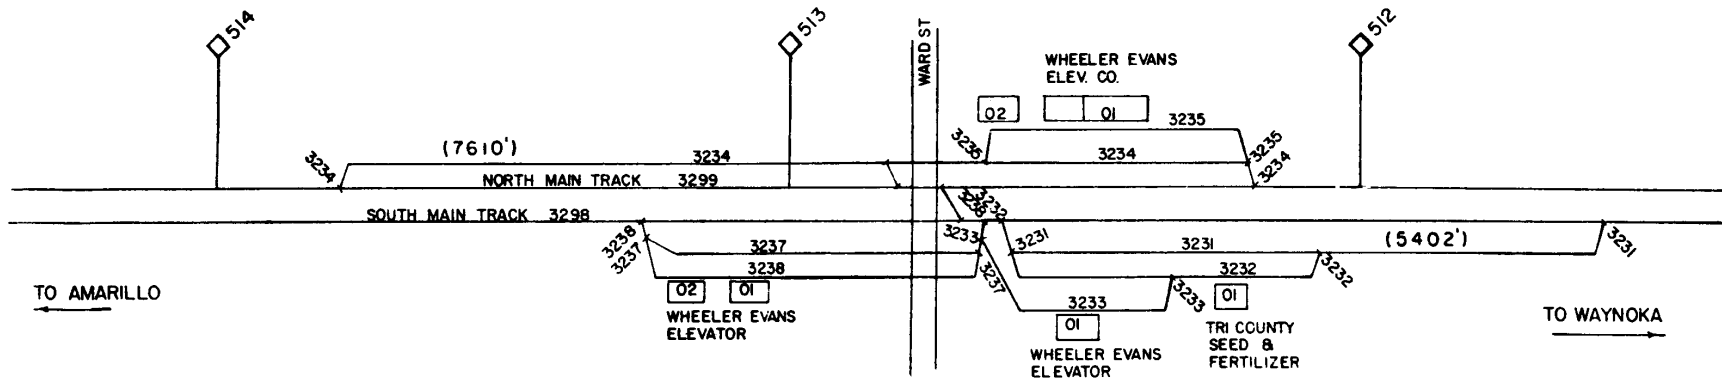 514
513
512
WARD ST
WHEELER EVANS
ELEV. CO.
02
01
3235
(7610')
3234
3234
3235
3234
3235
3234
NORTH MAIN TRACK 3299
SOUTH MAIN TRACK 3298
3238
3232
3238
3237
3237
3233
3231
3231
(5402')
3231
3238
3237
3232
3232
3233
3233
02
01
WHEELER EVANS
ELEVATOR
01
WHEELER EVANS
ELEVATOR
01
TRI COUNTY
SEED &
FERTILIZER
TO AMARILLO
TO WAYNOKA